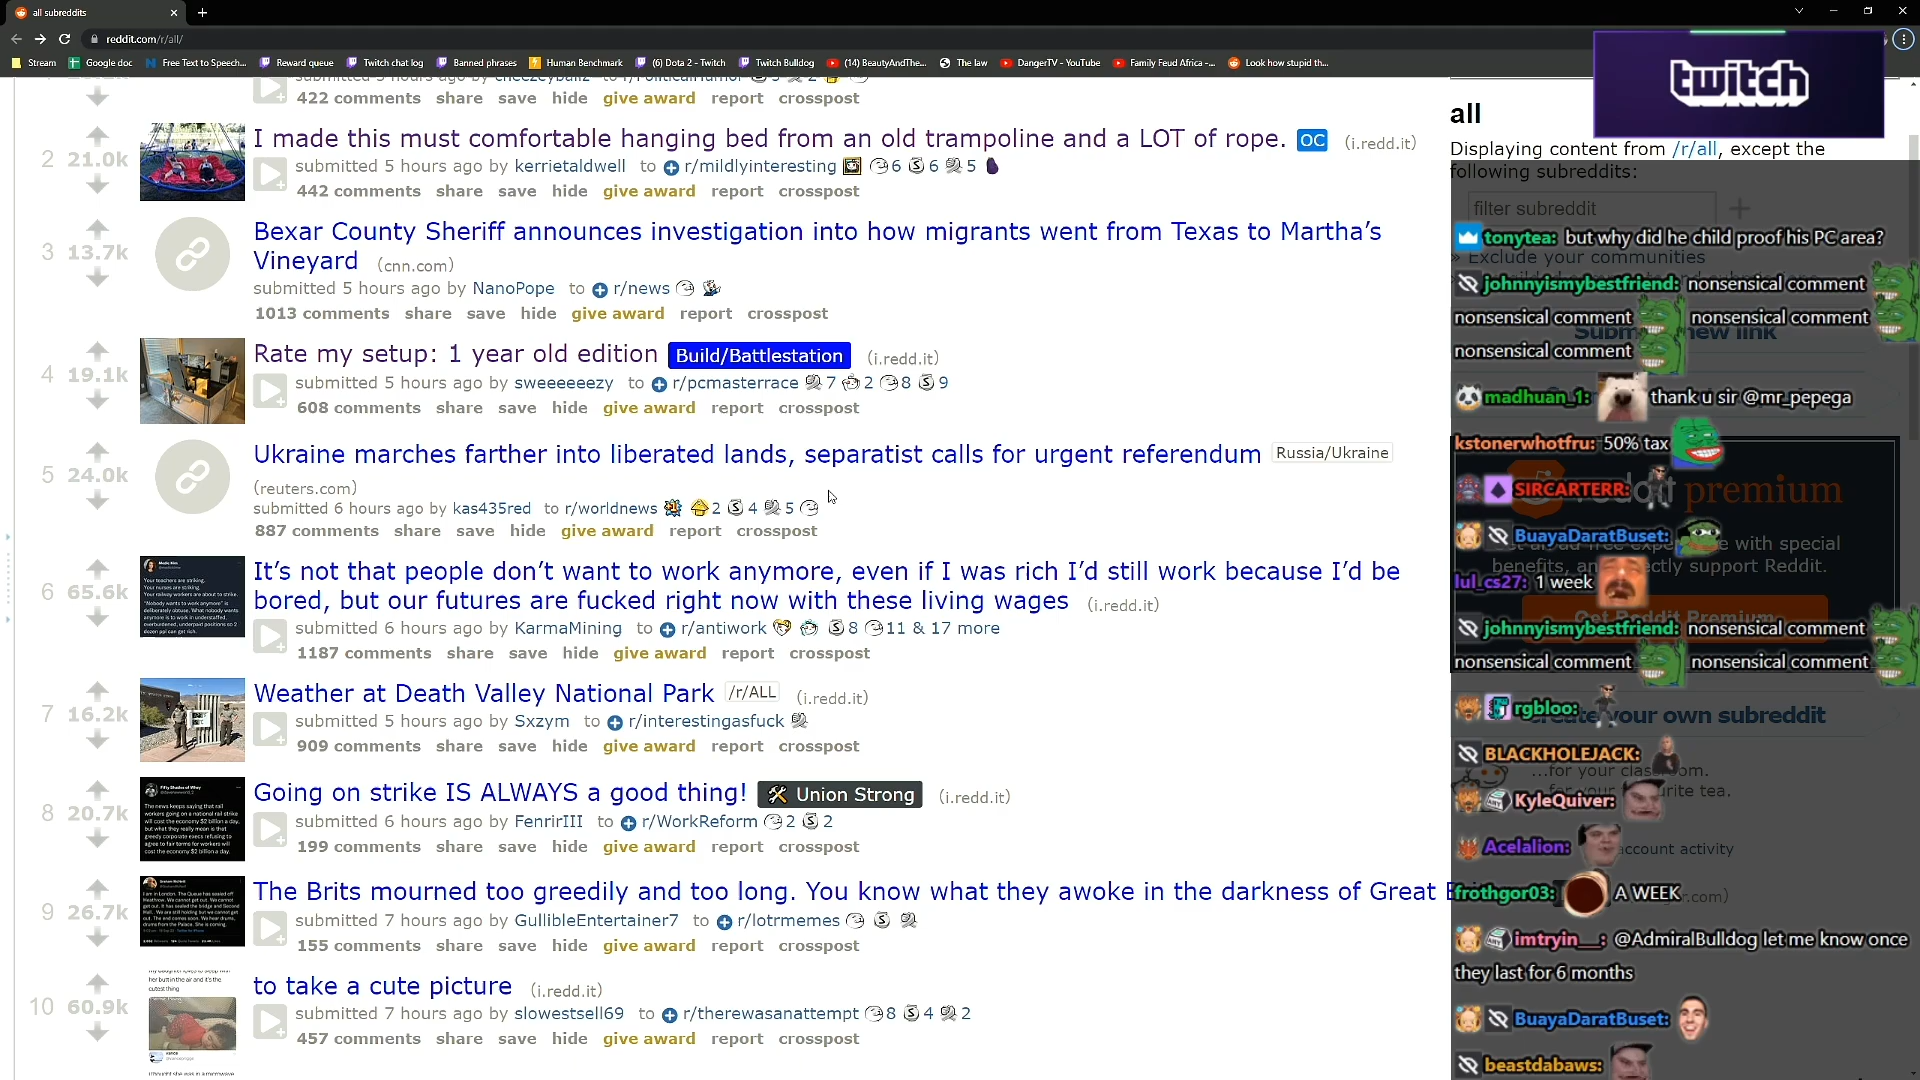 all subreddits
reddit.com/r/all/
Stream
Google doc
Free Text to Speech...
Reward queue
Twitch chat log
Banned phrases
Human Benchmark
(6) Dota 2 - Twitch
Twitch Bulldog
(14) BeautyAndThe...
The law
DangerTV - YouTube
Family Feud Africa -...
Look how stupid th...
422 comments share save hide give award report crosspost
2
21.0k
I made this must comfortable hanging bed from an old trampoline and a LOT of rope. OC (i.redd.it)
submitted 5 hours ago by kerrietaldwell to r/mildlyinteresting 6 6 5
442 comments share save hide give award report crosspost
3
13.7k
Bexar County Sheriff announces investigation into how migrants went from Texas to Martha's
Vineyard (cnn.com)
submitted 5 hours ago by NanoPope to r/news
1013 comments share save hide give award report crosspost
4
19.1k
Rate my setup: 1 year old edition Build/Battlestation (i.redd.it)
submitted 5 hours ago by sweeeeeezy to r/pcmasterrace 7 2 8 9
608 comments share save hide give award report crosspost
5
24.0k
Ukraine marches farther into liberated lands, separatist calls for urgent referendum Russia/Ukraine
(reuters.com)
submitted 6 hours ago by kas435red to r/worldnews 2 4 5
887 comments share save hide give award report crosspost
6
65.6k
It's not that people don't want to work anymore, even if I was rich I'd still work because I'd be
bored, but our futures are fucked right now with these living wages (i.redd.it)
submitted 6 hours ago by KarmaMining to r/antiwork 8 11 & 17 more
1187 comments share save hide give award report crosspost
7
16.2k
Weather at Death Valley National Park /r/ALL (i.redd.it)
submitted 5 hours ago by Sxzym to r/interestingasfuck
909 comments share save hide give award report crosspost
8
20.7k
Going on strike IS ALWAYS a good thing! Union Strong (i.redd.it)
submitted 6 hours ago by FenrirIII to r/WorkReform 2 2
199 comments share save hide give award report crosspost
9
26.7k
The Brits mourned too greedily and too long. You know what they awoke in the darkness of Great
submitted 7 hours ago by GullibleEntertainer7 to r/lotrmemes
155 comments share save hide give award report crosspost
10
60.9k
to take a cute picture (i.redd.it)
submitted 7 hours ago by slowestsell69 to r/therewasanattempt 8 4 2
457 comments share save hide give award report crosspost
twitch
all
Displaying content from /r/all, except the
following subreddits:
filter subreddit
tonytea: but why did he child proof his PC area?
» Exclude your communities
johnnyismybestfriend: nonsensical comment
nonsensical comment nonsensical comment
nonsensical comment
madhuan_1: thank u sir @mr_pepega
kstonerwhotfru: 50% tax
SIRCARTERR:
reddit premium
BuayaDaratBuset:
with special
benefits, and directly support Reddit.
lul_cs27: 1 week
Get Reddit Premium
johnnyismybestfriend: nonsensical comment
nonsensical comment nonsensical comment
rgbloo:
Create your own subreddit
BLACKHOLEJACK:
...for your classroom.
KyleQuiver:
Acelalion:
account activity
frothgor03: A WEEK
imtryin__: @AdmiralBulldog let me know once
they last for 6 months
BuayaDaratBuset:
beastdabaws: